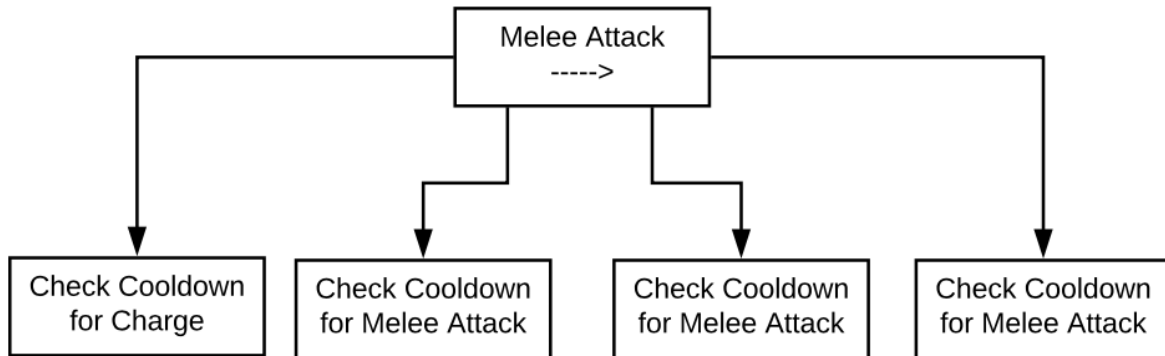 Melee Attack
----->
Check Cooldown
for Charge
Check Cooldown
for Melee Attack
Check Cooldown
for Melee Attack
Check Cooldown
for Melee Attack